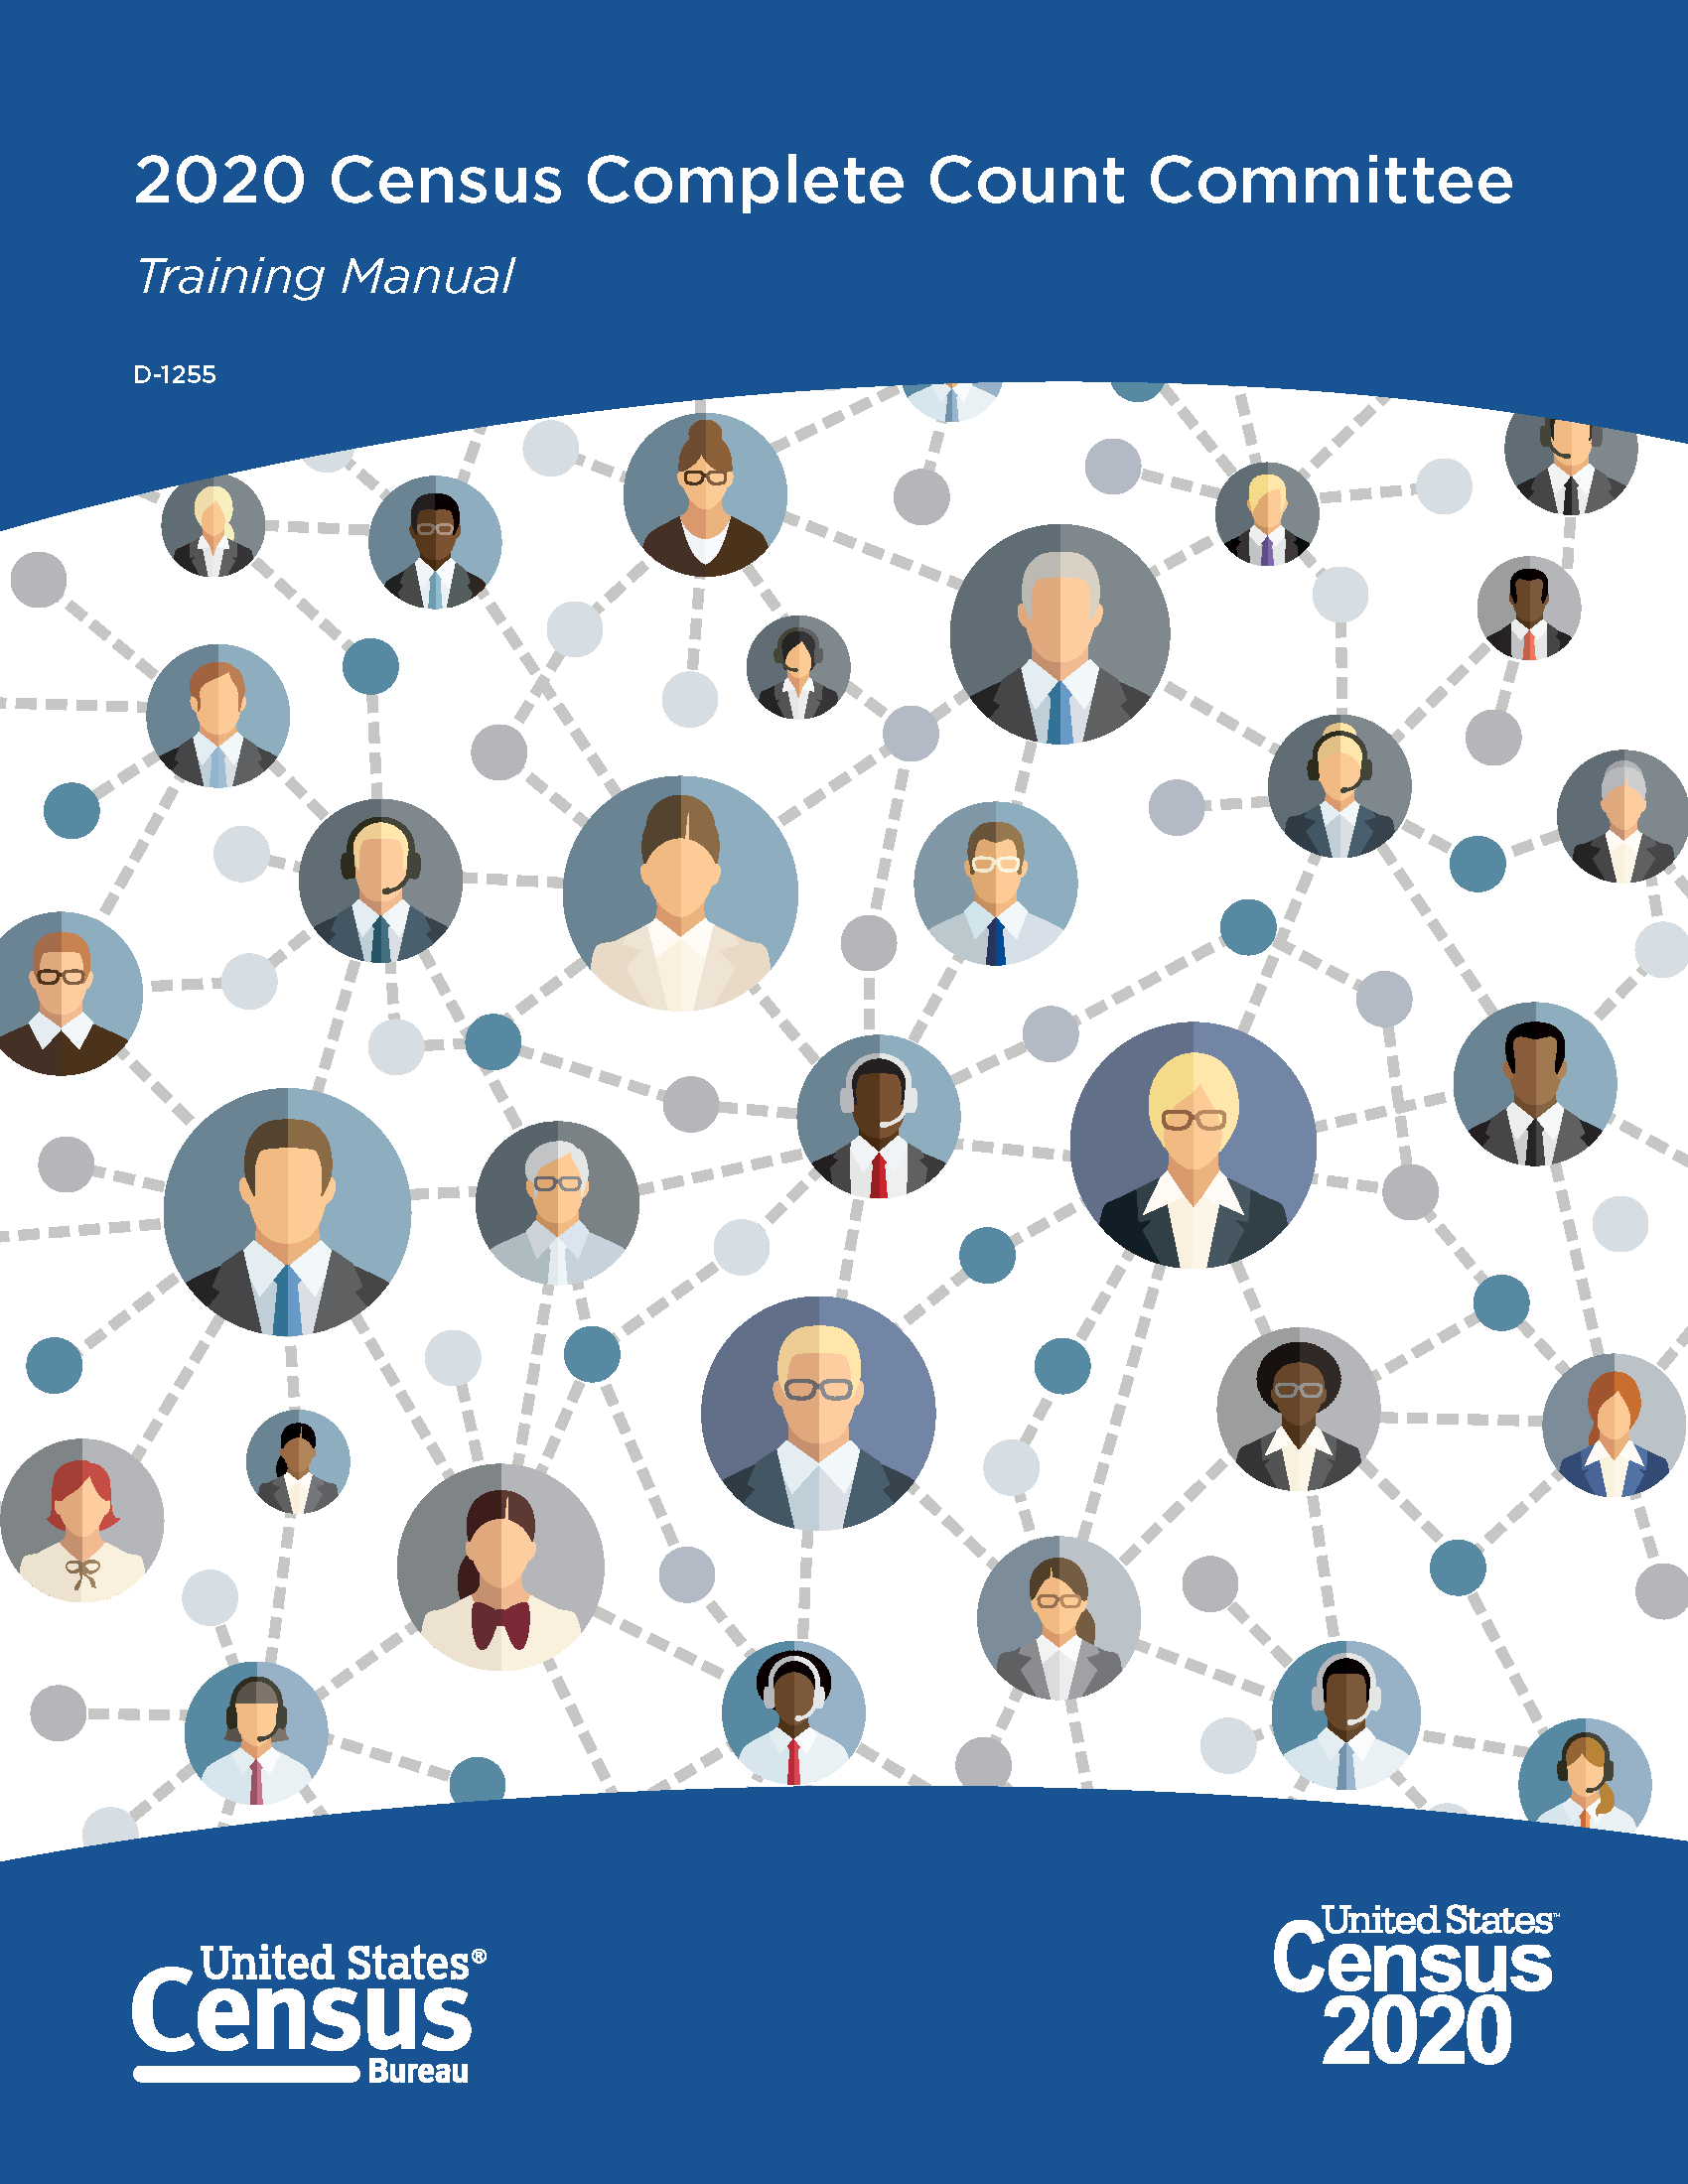 2020 Census Complete Count Committee
Training Manual
D-1255
United States®
Census
Bureau
United States™
Census
2020